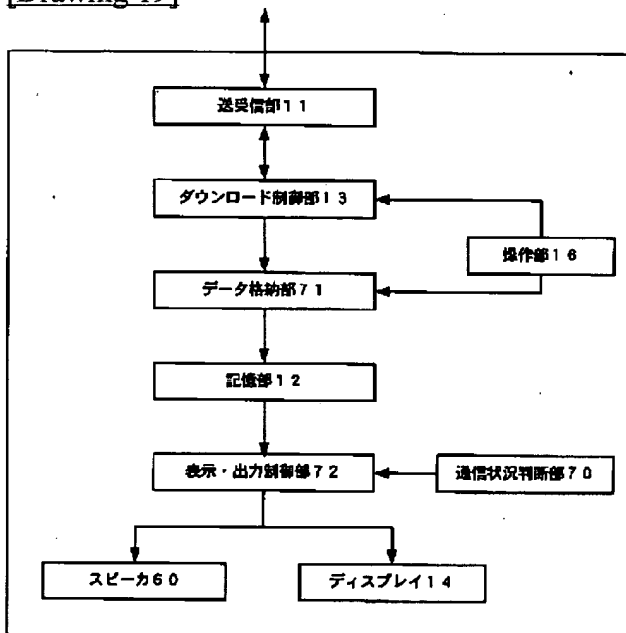 [Drawing 19]
送受信部11
ダウンロード制御部13
操作部16
データ格納部71
記憶部12
表示・出力制御部72
通信状況判断部70
スピーカ60
ディスプレイ14